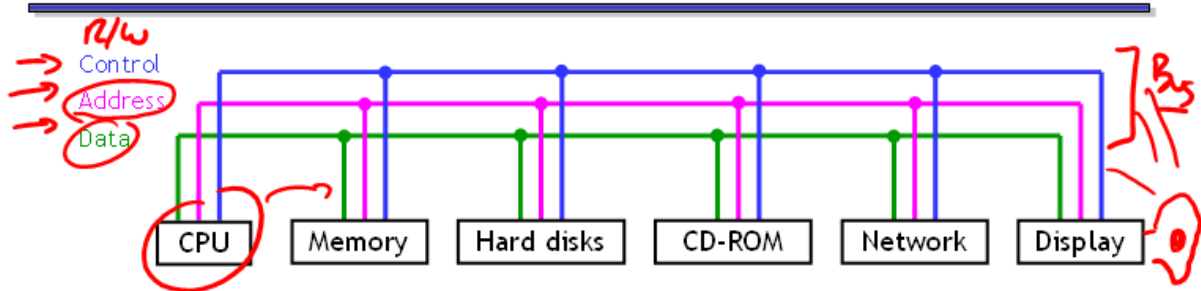 R/W
Control
Address
Data
Bus
CPU Memory Hard disks CD-ROM Network Display